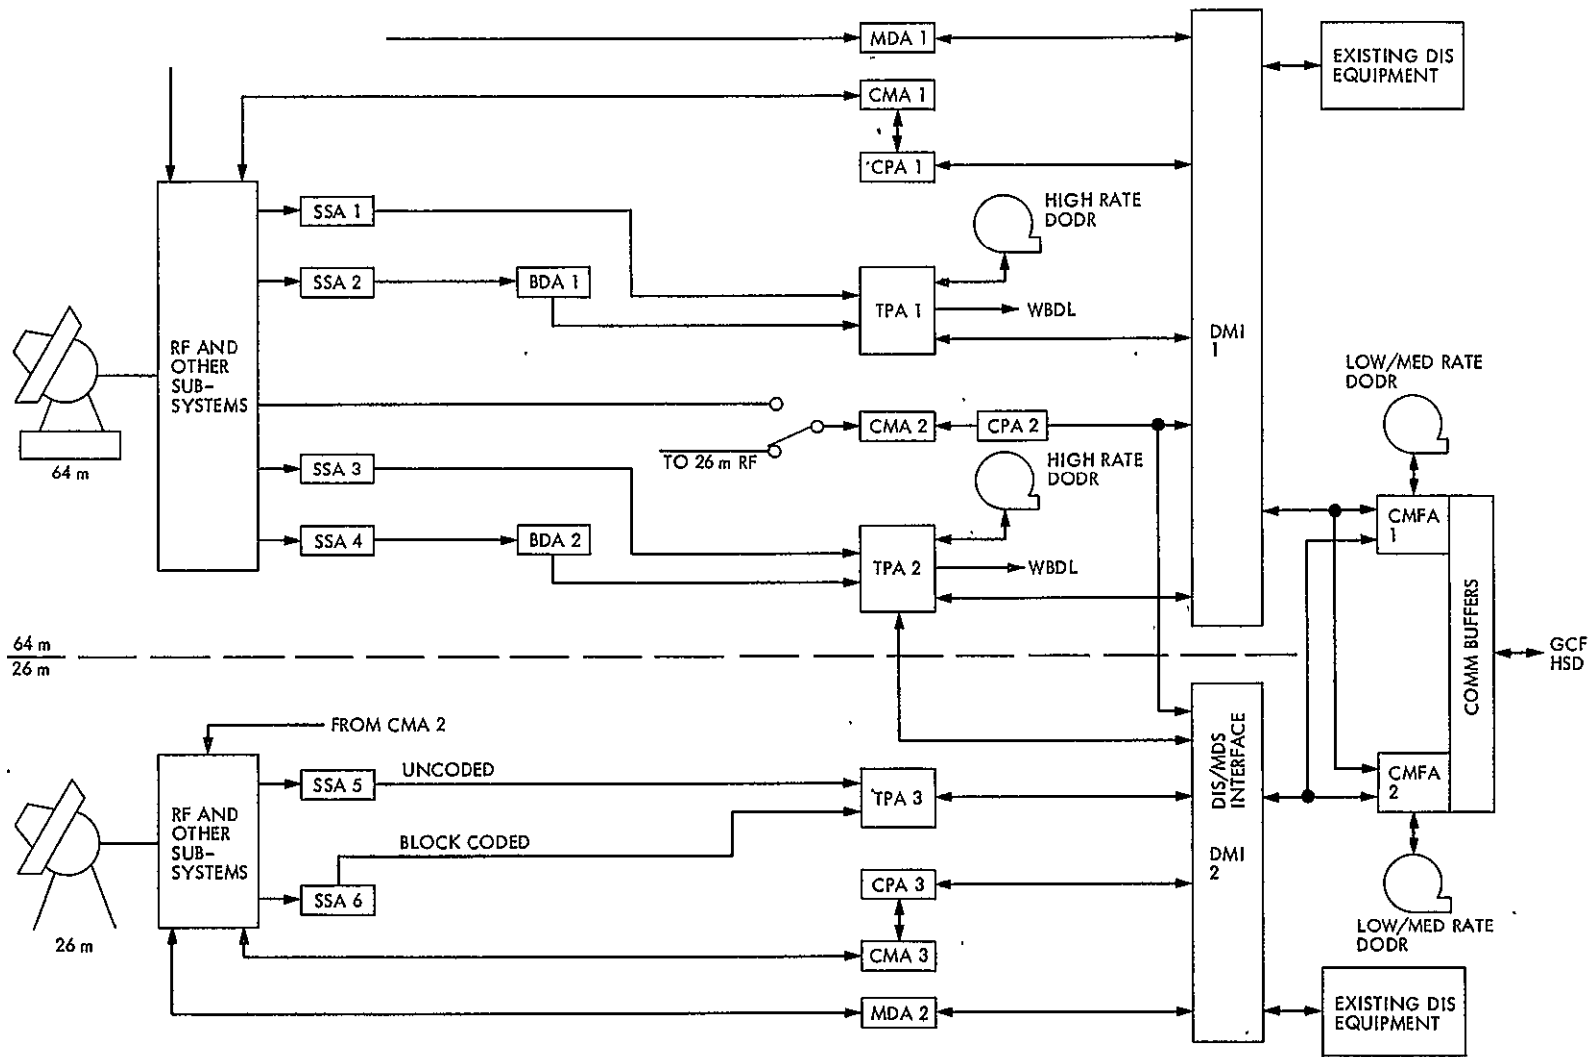 MDA 1
EXISTING DIS
EQUIPMENT
CMA 1
CPA 1
SSA 1
HIGH RATE
DODR
SSA 2
BDA 1
TPA 1
WBDL
DMI
1
RF AND
OTHER
SUB-
SYSTEMS
64 m
LOW/MED RATE
DODR
CMA 2
CPA 2
TO 26 m RF
SSA 3
HIGH RATE
DODR
SSA 4
BDA 2
TPA 2
WBDL
CMFA
1
COMM BUFFERS
GCF
HSD
64 m
26 m
FROM CMA 2
DIS/MDS
INTERFACE
DMI
2
RF AND
OTHER
SUB-
SYSTEMS
SSA 5
UNCODED
TPA 3
CMFA
2
BLOCK CODED
SSA 6
CPA 3
26 m
CMA 3
LOW/MED RATE
DODR
MDA 2
EXISTING DIS
EQUIPMENT